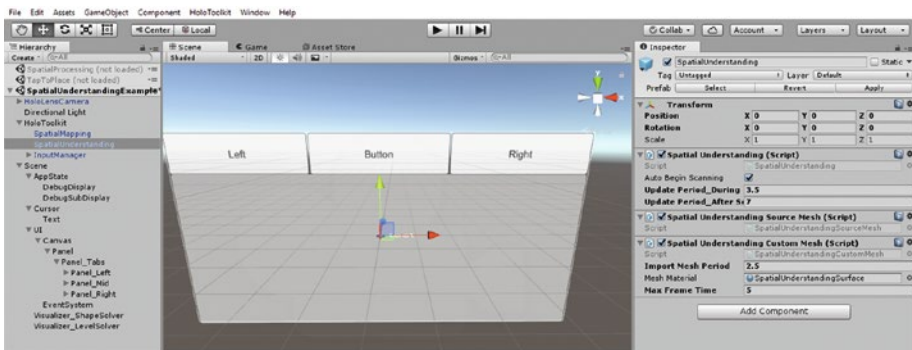 File Edit Assets GameObject Component HoloToolkit Window Help
Center Local
Collab Account Layers Layout
Hierarchy
Create
SpatialProcessing (not loaded)
TapToPlace (not loaded)
SpatialUnderstandingExample*
HoloLensCamera
Directional Light
HoloToolkit
SpatialMapping
SpatialUnderstanding
InputManager
Scene
AppState
DebugDisplay
DebugSubDisplay
Cursor
Text
UI
Canvas
Panel
Panel_Tabs
Panel_Left
Panel_Mid
Panel_Right
EventSystem
Visualizer_ShapeSolver
Visualizer_LevelSolver
Scene Game Asset Store
Shaded 2D Gizmos
Left Button Right
Inspector
SpatialUnderstanding Static
Tag Untagged Layer Default
Prefab Select Revert Apply
Transform
Position X 0 Y 0 Z 0
Rotation X 0 Y 0 Z 0
Scale X 1 Y 1 Z 1
Spatial Understanding (Script)
Script SpatialUnderstanding
Auto Begin Scanning
Update Period_During 3.5
Update Period_After Sc 7
Spatial Understanding Source Mesh (Script)
Script SpatialUnderstandingSourceMesh
Spatial Understanding Custom Mesh (Script)
Script SpatialUnderstandingCustomMesh
Import Mesh Period 2.5
Mesh Material SpatialUnderstandingSurface
Max Frame Time 5
Add Component